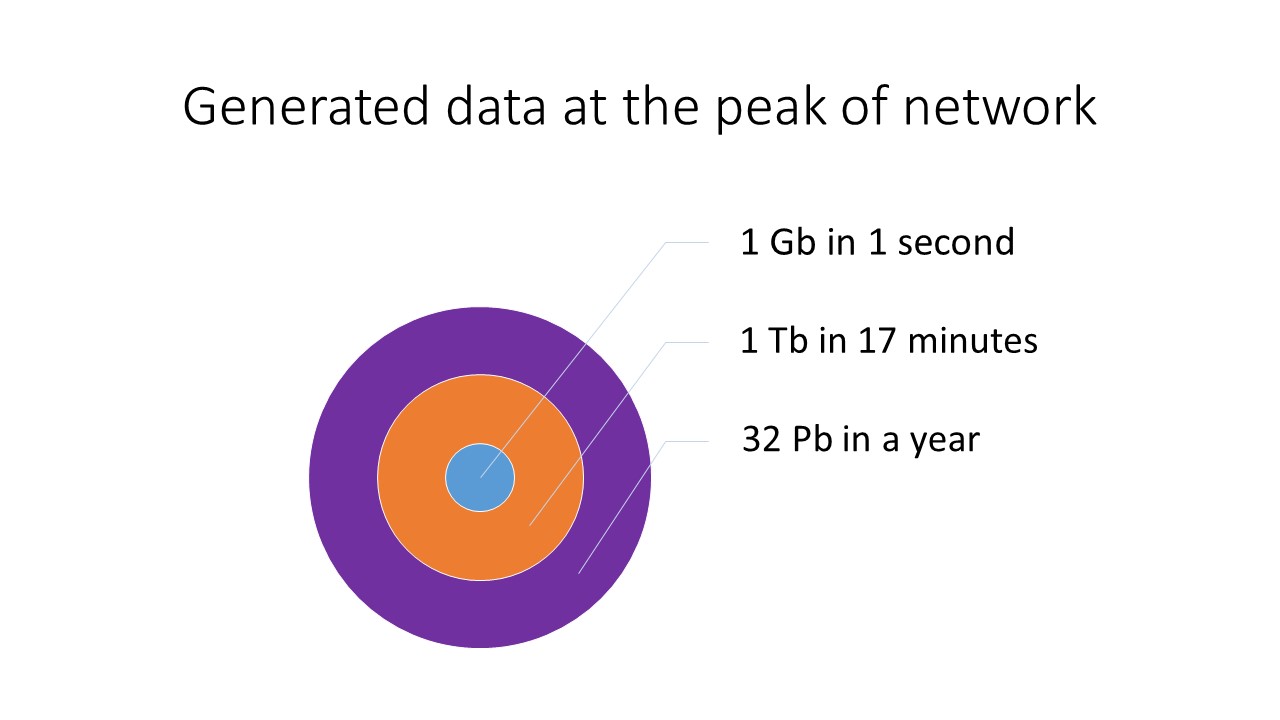 Generated data at the peak of network
1 Gb in 1 second
1 Tb in 17 minutes
32 Pb in a year